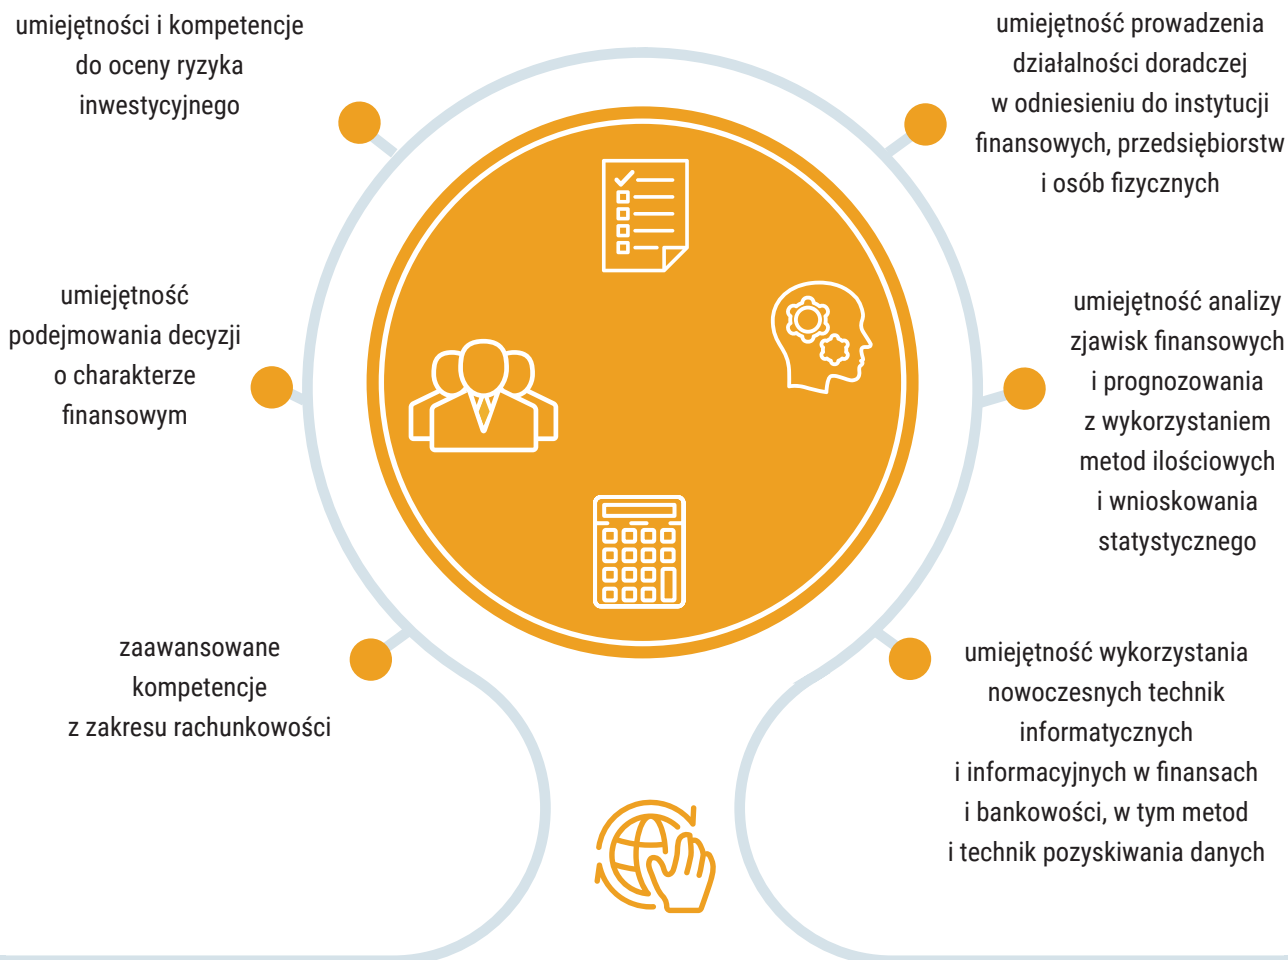 umiejętności i kompetencje
do oceny ryzyka
inwestycyjnego
umiejętność prowadzenia
działalności doradczej
w odniesieniu do instytucji
finansowych, przedsiębiorstw
i osób fizycznych
umiejętność
podejmowania decyzji
o charakterze
finansowym
umiejętność analizy
zjawisk finansowych
i prognozowania
z wykorzystaniem
metod ilościowych
i wnioskowania
statystycznego
zaawansowane
kompetencje
z zakresu rachunkowości
umiejętność wykorzystania
nowoczesnych technik
informatycznych
i informacyjnych w finansach
i bankowości, w tym metod
i technik pozyskiwania danych